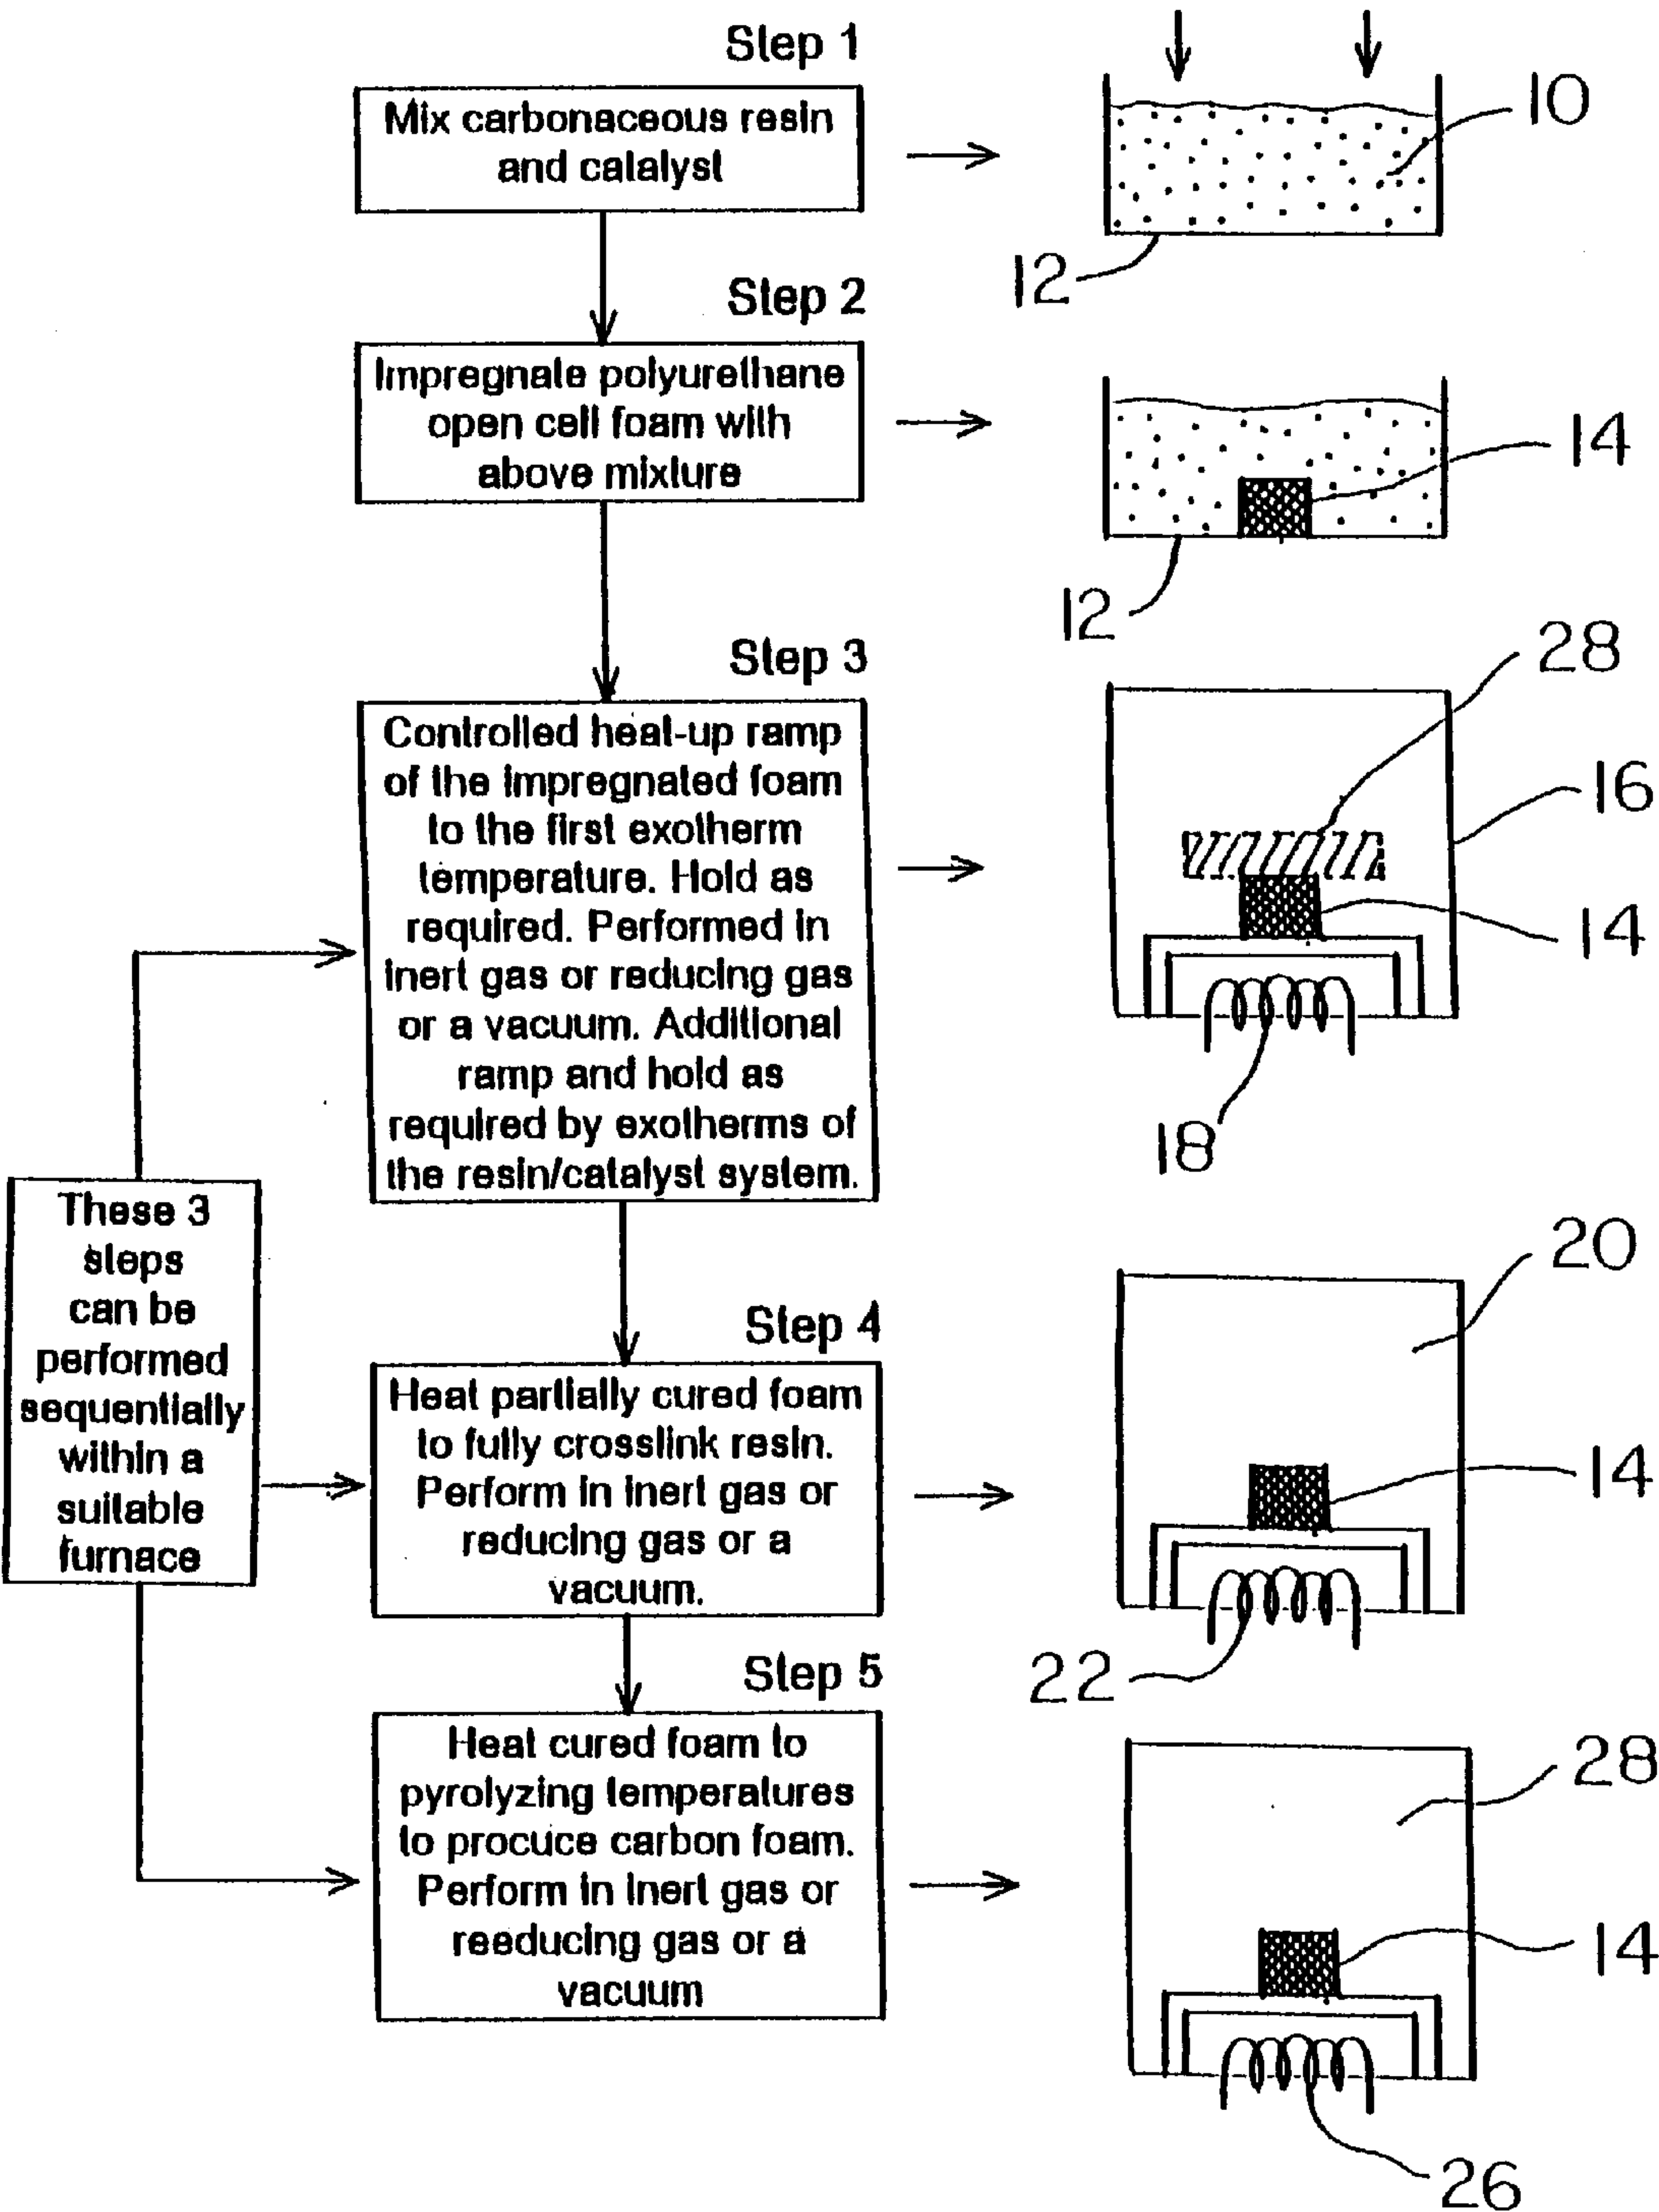 Step 1
Mix carbonaceous resin
and catalyst
10
12
Step 2
Impregnate polyurethane
open cell foam with
above mixture
14
12
Step 3
Controlled heat-up ramp
of the impregnated foam
to the first exotherm
temperature. Hold as
required. Performed in
inert gas or reducing gas
or a vacuum. Additional
ramp and hold as
required by exotherms of
the resin/catalyst system.
28
16
14
18
These 3
steps
can be
performed
sequentially
within a
suitable
furnace
Step 4
Heat partially cured foam
to fully crosslink resin.
Perform in inert gas or
reducing gas or a
vacuum.
20
14
22
Step 5
Heat cured foam to
pyrolyzing temperatures
to procuce carbon foam.
Perform in inert gas or
reeducing gas or a
vacuum
28
14
26